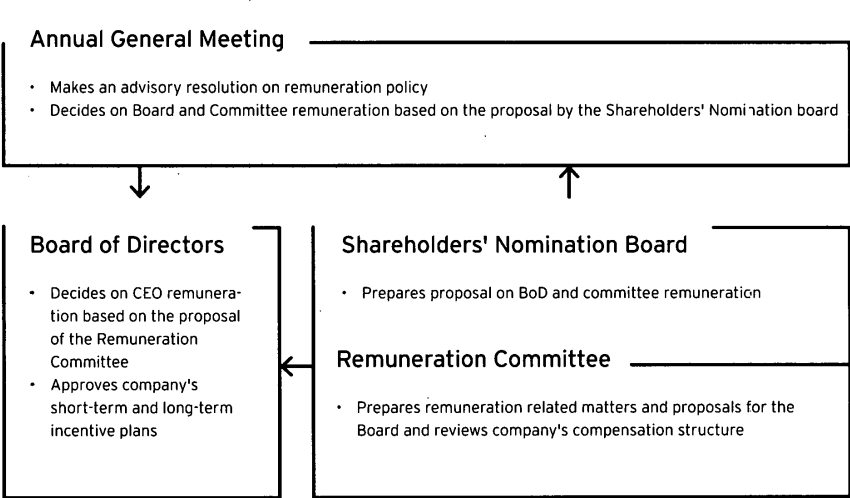 Annual General Meeting
· Makes an advisory resolution on remuneration policy
· Decides on Board and Committee remuneration based on the proposal by the Shareholders' Nomination board
Board of Directors
· Decides on CEO remunera-
tion based on the proposal
of the Remuneration
Committee
· Approves company's
short-term and long-term
incentive plans
Shareholders' Nomination Board
· Prepares proposal on BoD and committee remuneration
Remuneration Committee
· Prepares remuneration related matters and proposals for the
Board and reviews company's compensation structure